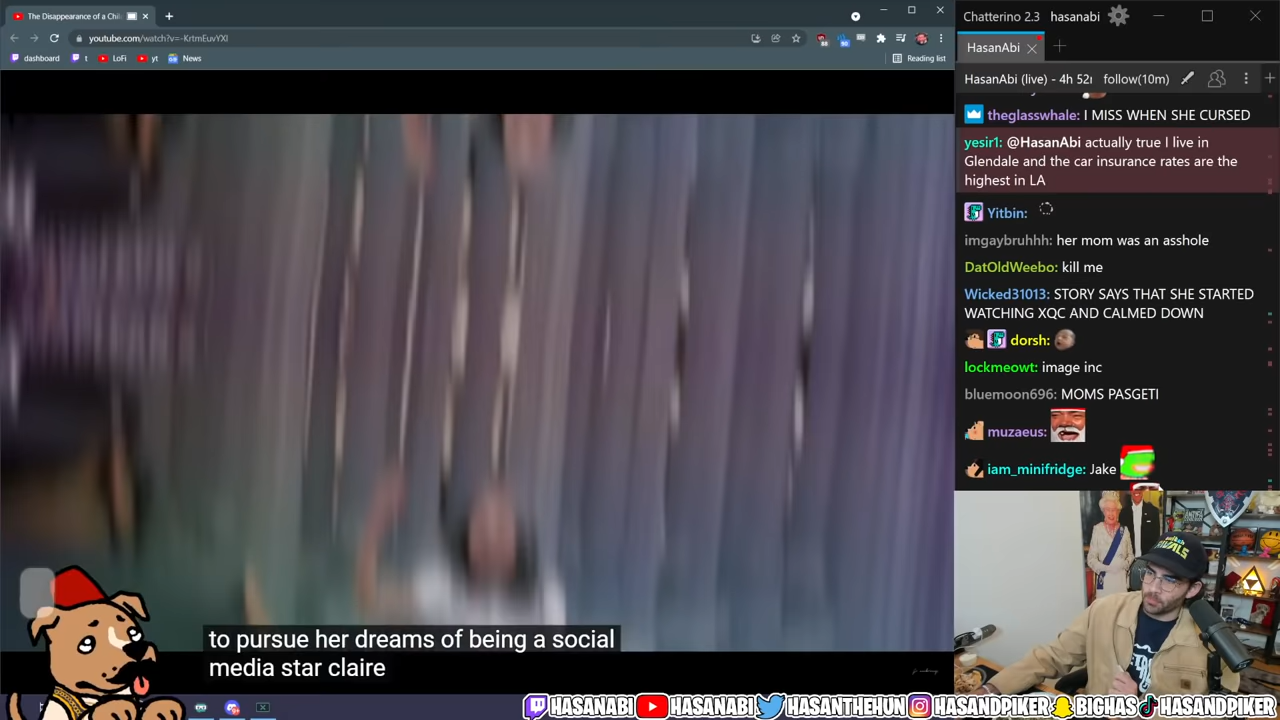 The Disappearance of a Chil
youtube.com/watch?v=-KrtmEuvYXI
dashboard
t
LoFi
yt
News
Reading list
to pursue her dreams of being a social
media star claire
Chatterino 2.3
hasanabi
HasanAbi
HasanAbi (live) - 4h 52
follow(10m)
theglasswhale: I MISS WHEN SHE CURSED
yesir1: @HasanAbi actually true I live in
Glendale and the car insurance rates are the
highest in LA
Yitbin:
imgaybruhhh: her mom was an asshole
DatOldWeebo: kill me
Wicked31013: STORY SAYS THAT SHE STARTED
WATCHING XQC AND CALMED DOWN
dorsh:
lockmeowt: image inc
bluemoon696: MOMS PASGETI
muzaeus:
iam_minifridge: Jake
twitch
RIVALS
HASANABI
HASANABI
HASANTHEHUN
HASANDPIKER
BIGHAS
HASANDPIKER